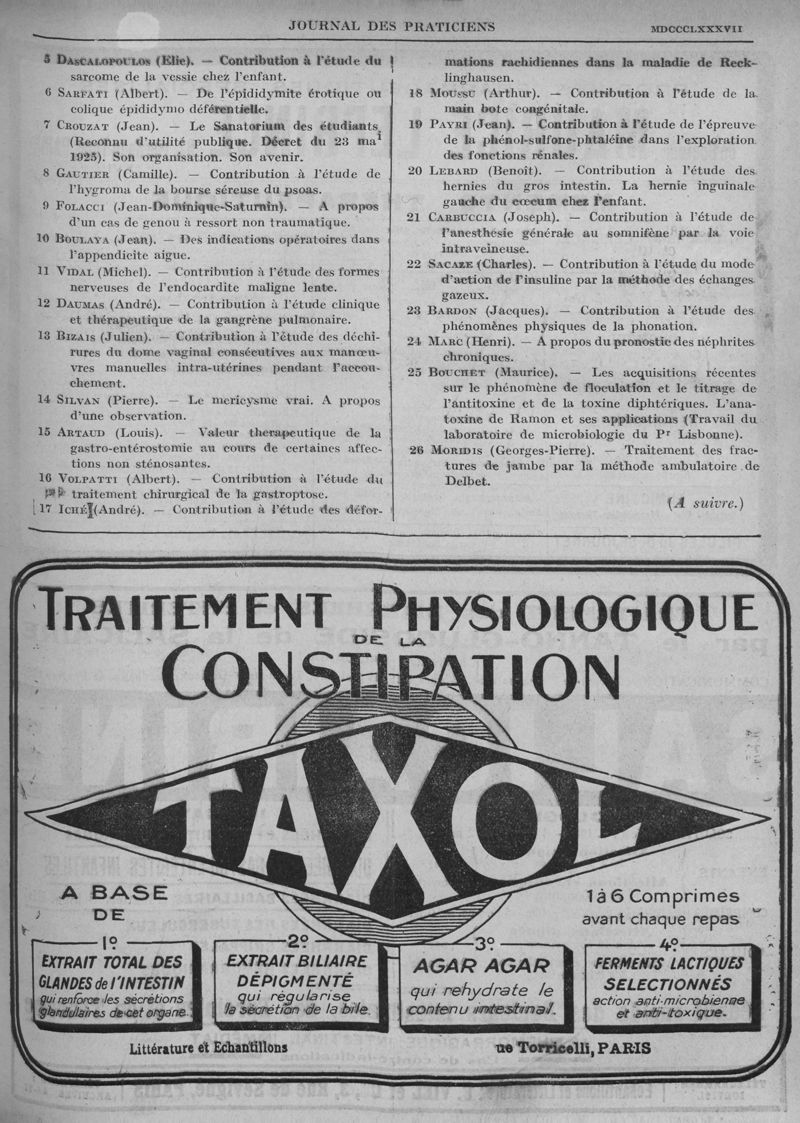 JOURNAL DES PRATICIENS
MDCCCLXXXVII
5 DASCALOPOULOS (Elie). — Contribution à l'étude du
sarcome de la vessie chez l'enfant.
6 SARFATI (Albert). — De l'épididymite érotique ou
colique épididymo déférentielle.
7 CROUZAT (Jean). — Le Sanatorium des étudiants
(Reconnu d'utilité publique. Décret du 23 mai
1925). Son organisation. Son avenir.
8 GAUTIER (Camille). — Contribution à l'étude de
l'hygroma de la bourse séreuse du psoas.
9 FOLACCI (Jean-Dominique-Saturnin). — A propos
d'un cas de genou à ressort non traumatique.
10 BOULAYA (Jean). — Des indications opératoires dans
l'appendicite aigue.
11 VIDAL (Michel). — Contribution à l'étude des formes
nerveuses de l'endocardite maligne lente.
12 DAUMAS (André). — Contribution à l'étude clinique
et thérapeutique de la gangrène pulmonaire.
13 BIZAIS (Julien). — Contribution à l'étude des déchi-
rures du dome vaginal consécutives aux manœu-
vres manuelles intra-utérines pendant l'accou-
chement.
14 SILVAN (Pierre). — Le mericysme vrai. A propos
d'une observation.
15 ARTAUD (Louis). — Valeur therapeutique de la
gastro-entérostomie au cours de certaines affec-
tions non sténosantes.
16 VOLPATTI (Albert). — Contribution à l'étude du
traitement chirurgical de la gastroptose.
17 ICHÉ (André). — Contribution à l'étude des défor-
mations rachidiennes dans la maladie de Reck-
linghausen.
18 MOUSSU (Arthur). — Contribution à l'étude de la
main bote congénitale.
19 PAYRI (Jean). — Contribution à l'étude de l'épreuve
de la phénol-sulfone-phtaléine dans l'exploration
des fonctions rénales.
20 LEBARD (Benoît). — Contribution à l'étude des
hernies du gros intestin. La hernie inguinale
gauche du cœcum chez l'enfant.
21 CARBUCCIA (Joseph). — Contribution à l'étude de
l'anesthésie générale au somnifène par la voie
intraveineuse.
22 SACAZE (Charles). — Contribution à l'étude du mode
d'action de l'insuline par la méthode des échanges
gazeux.
23 BARDON (Jacques). — Contribution à l'étude des
phénomènes physiques de la phonation.
24 MARC (Henri). — A propos du pronostic des néphrites
chroniques.
25 BOUCHET (Maurice). — Les acquisitions récentes
sur le phénomène de floculation et le titrage de
l'antitoxine et de la toxine diphtériques. L'ana-
toxine de Ramon et ses applications (Travail du
laboratoire de microbiologie du Pr Lisbonne).
26 MORIDIS (Georges-Pierre). — Traitement des frac-
tures de jambe par la méthode ambulatoire de
Delbet.
(A suivre.)
TRAITEMENT PHYSIOLOGIQUE
DE LA
CONSTIPATION
TAXOL
A BASE
DE
1 à 6 Comprimes
avant chaque repas
1º
EXTRAIT TOTAL DES
GLANDES de l'INTESTIN
qui renforce les sécrétions
glandulaires de cet organe.
2º
EXTRAIT BILIAIRE
DÉPIGMENTÉ
qui régularise
la sécrétion de la bile.
3º
AGAR AGAR
qui rehydrate le
contenu intestinal.
4º
FERMENTS LACTIQUES
SELECTIONNÉS
action anti-microbienne
et anti-toxique.
Littérature et Echantillons
ue Torricelli, PARIS